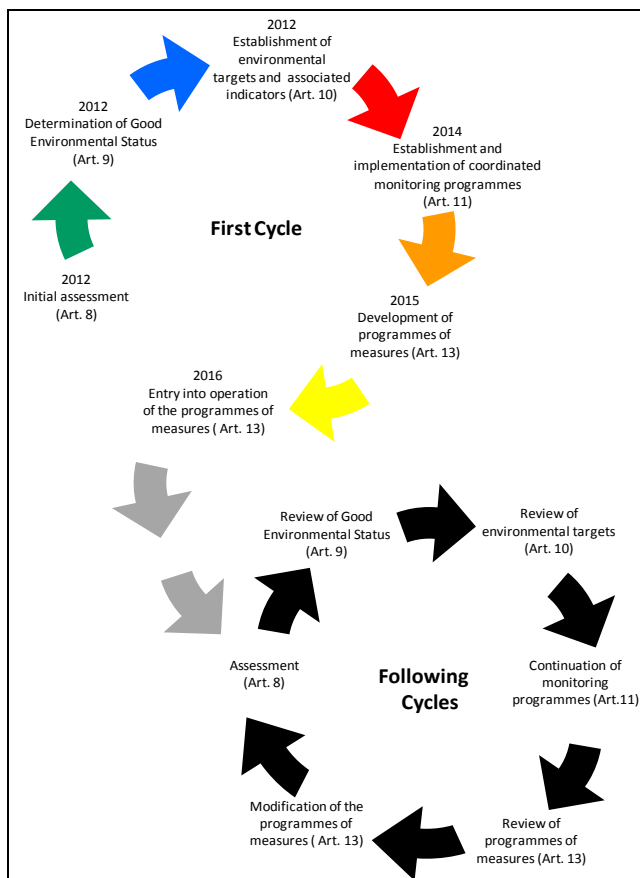 2012
Establishment of
environmental
targets and associated
indicators (Art. 10)
2012
Determination of Good
Environmental Status
(Art. 9)
2014
Establishment and
implementation of coordinated
monitoring programmes
(Art. 11)
First Cycle
2012
Initial assessment
(Art. 8)
2015
Development of
programmes of
measures (Art. 13)
2016
Entry into operation
of the programmes of
measures ( Art. 13)
Review of Good
Environmental Status
(Art. 9)
Review of
environmental targets
(Art. 10)
Assessment
(Art. 8)
Following
Cycles
Continuation of
monitoring
programmes (Art.11)
Modification of the
programmes of
measures ( Art. 13)
Review of
programmes of
measures (Art. 13)